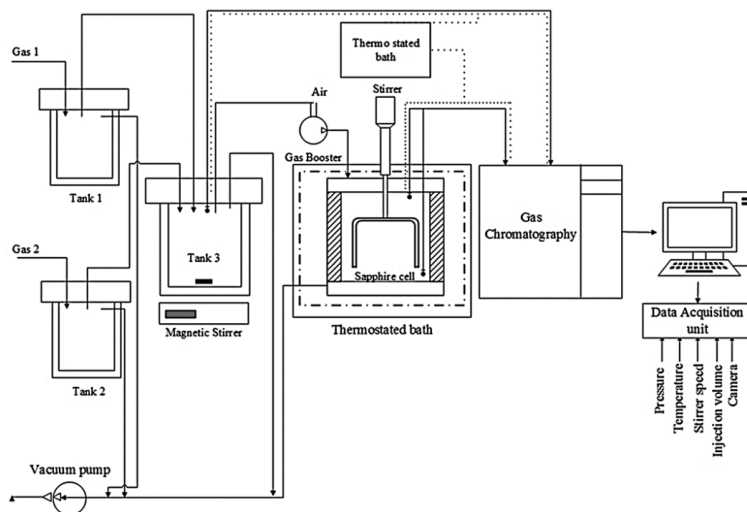 Gas 1
Tank 1
Gas 2
Tank 2
Tank 3
Magnetic Stirrer
Vacuum pump
Air
Gas Booster
Thermo stated
bath
Stirrer
Sapphire cell
Thermostated bath
Gas
Chromatography
Data Acquisition
unit
Pressure
Temperature
Stirrer speed
Injection volume
Camera